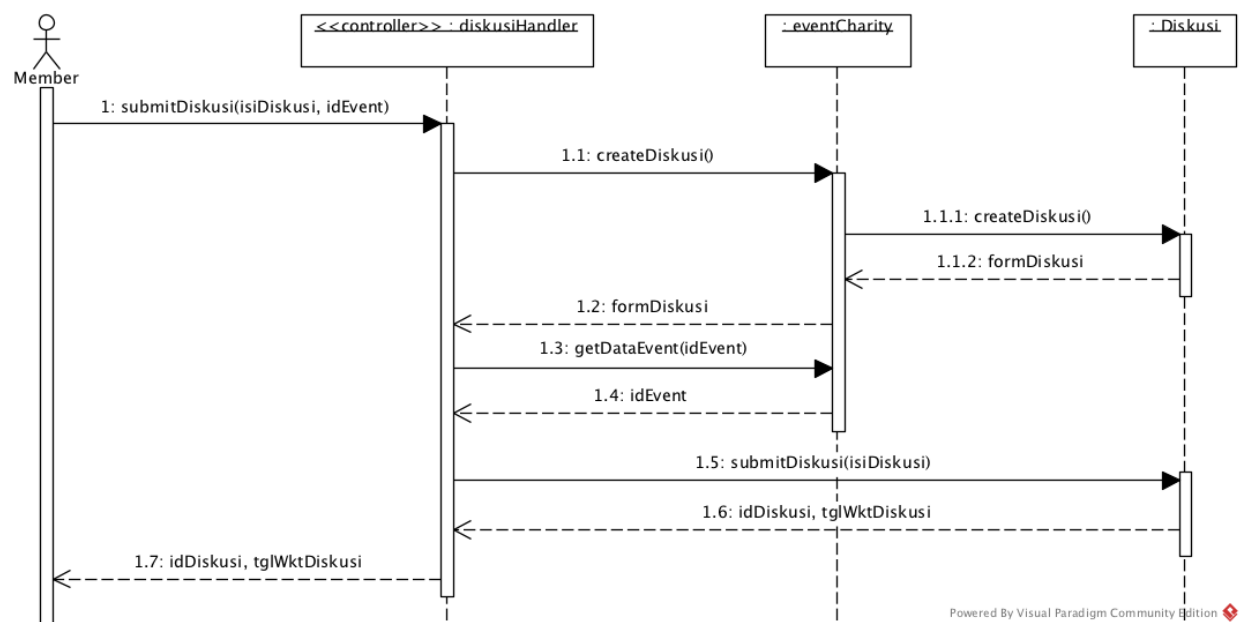 <<controller>> : diskusiHandler
: eventCharity
: Diskusi
Member
1: submitDiskusi(isiDiskusi, idEvent)
1.1: createDiskusi()
1.1.1: createDiskusi()
1.1.2: formDiskusi
1.2: formDiskusi
1.3: getDataEvent(idEvent)
1.4: idEvent
1.5: submitDiskusi(isiDiskusi)
1.6: idDiskusi, tglWktDiskusi
1.7: idDiskusi, tglWktDiskusi
Powered By Visual Paradigm Community Edition